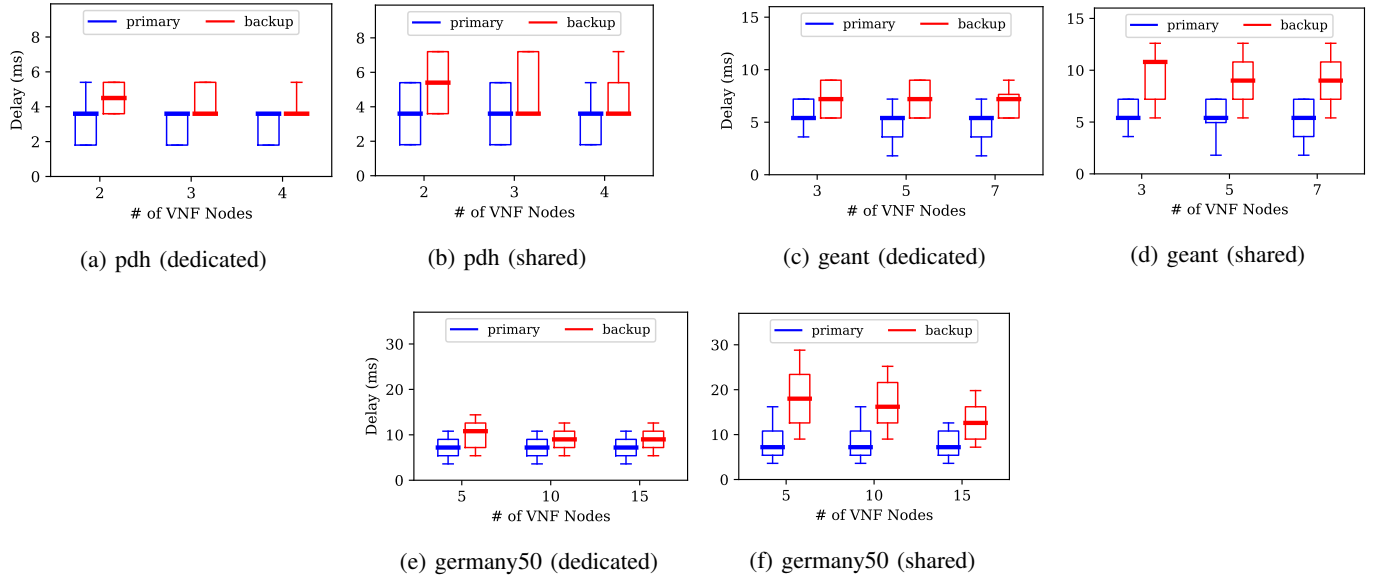 primary backup
8
6
4
2
0
Delay (ms)
2 3 4
# of VNF Nodes
(a) pdh (dedicated)
primary backup
8
6
4
2
0
2 3 4
# of VNF Nodes
(b) pdh (shared)
primary backup
15
10
5
0
Delay (ms)
3 5 7
# of VNF Nodes
(c) geant (dedicated)
primary backup
15
10
5
0
3 5 7
# of VNF Nodes
(d) geant (shared)
primary backup
30
20
10
0
Delay (ms)
5 10 15
# of VNF Nodes
(e) germany50 (dedicated)
primary backup
30
20
10
0
5 10 15
# of VNF Nodes
(f) germany50 (shared)